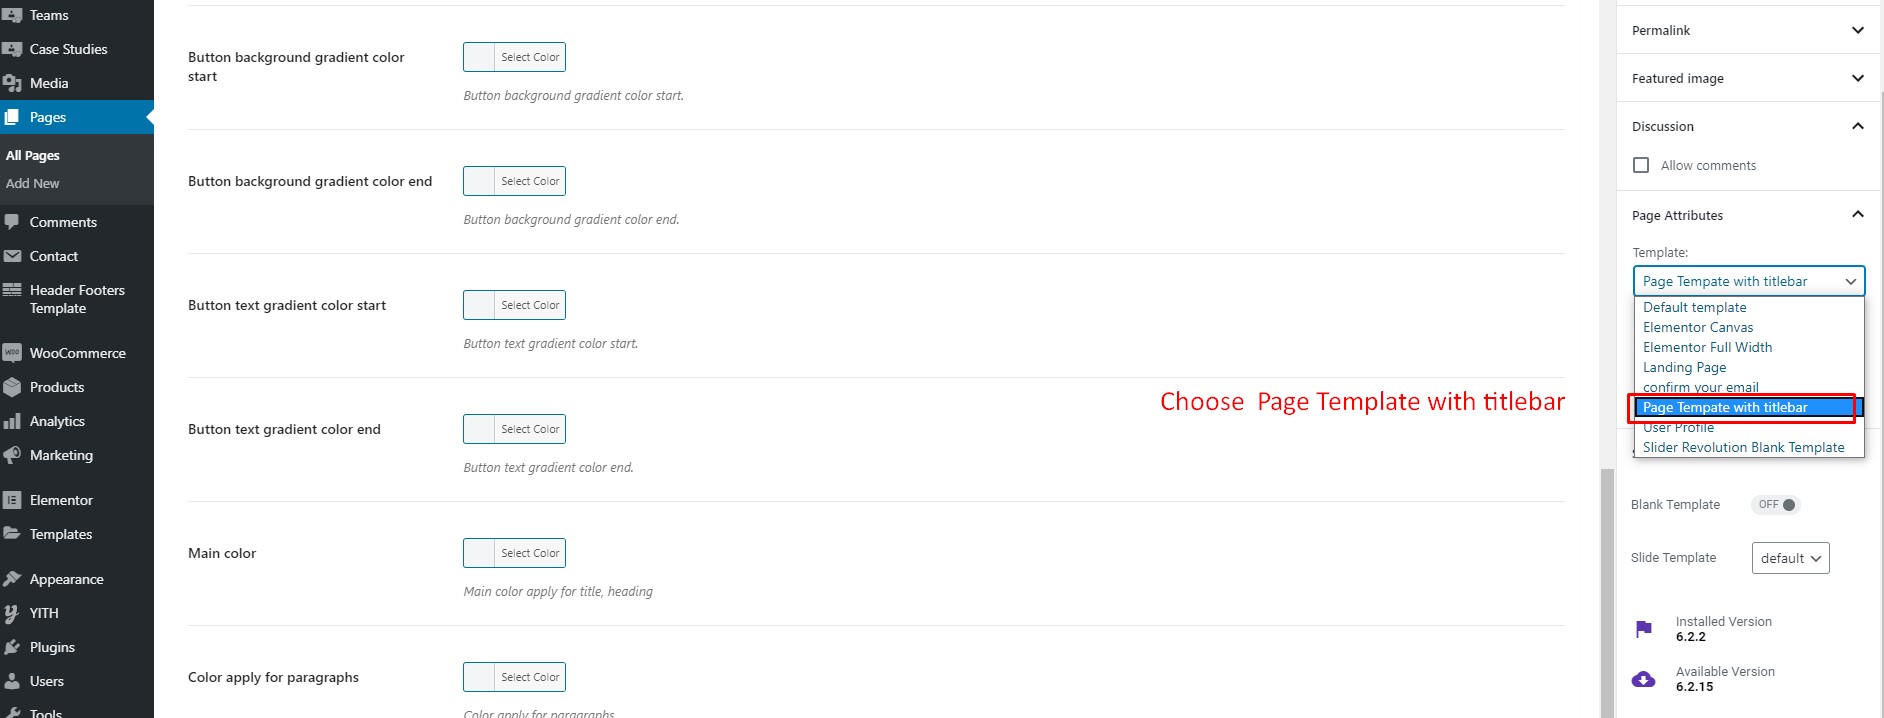 Teams
Case Studies
Media
Pages
All Pages
Add New
Comments
Contact
Header Footers
Template
WOO
WooCommerce
Products
Analytics
Marketing
Elementor
Templates
Appearance
YITH
Plugins
Users
Tools
Button background gradient color
start
Select Color
Button background gradient color start.
Button background gradient color end
Select Color
Button background gradient color end.
Button text gradient color start
Select Color
Button text gradient color start.
Choose Page Template with titlebar
Button text gradient color end
Select Color
Button text gradient color end.
Main color
Select Color
Main color apply for title, heading
Color apply for paragraphs
Select Color
Color apply for paragraphs
Permalink
Featured image
Discussion
Allow comments
Page Attributes
Template:
Page Tempate with titlebar
Default template
Elementor Canvas
Elementor Full Width
Landing Page
confirm your email
Page Tempate with titlebar
User Profile
Slider Revolution Blank Template
Blank Template
OFF
Slide Template
default
Installed Version
6.2.2
Available Version
6.2.15